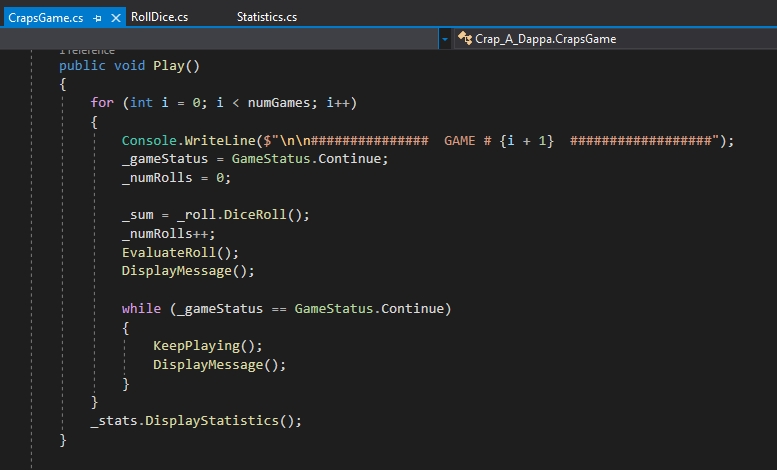 CrapsGame.cs
RollDice.cs
Statistics.cs
Crap_A_Dappa.CrapsGame
1 reference
public void Play()
{
for (int i = 0; i < numGames; i++)
{
Console.WriteLine($"\n\n############### GAME # {i + 1} ##################");
_gameStatus = GameStatus.Continue;
_numRolls = 0;
_sum = _roll.DiceRoll();
_numRolls++;
EvaluateRoll();
DisplayMessage();
while (_gameStatus == GameStatus.Continue)
{
KeepPlaying();
DisplayMessage();
}
}
_stats.DisplayStatistics();
}